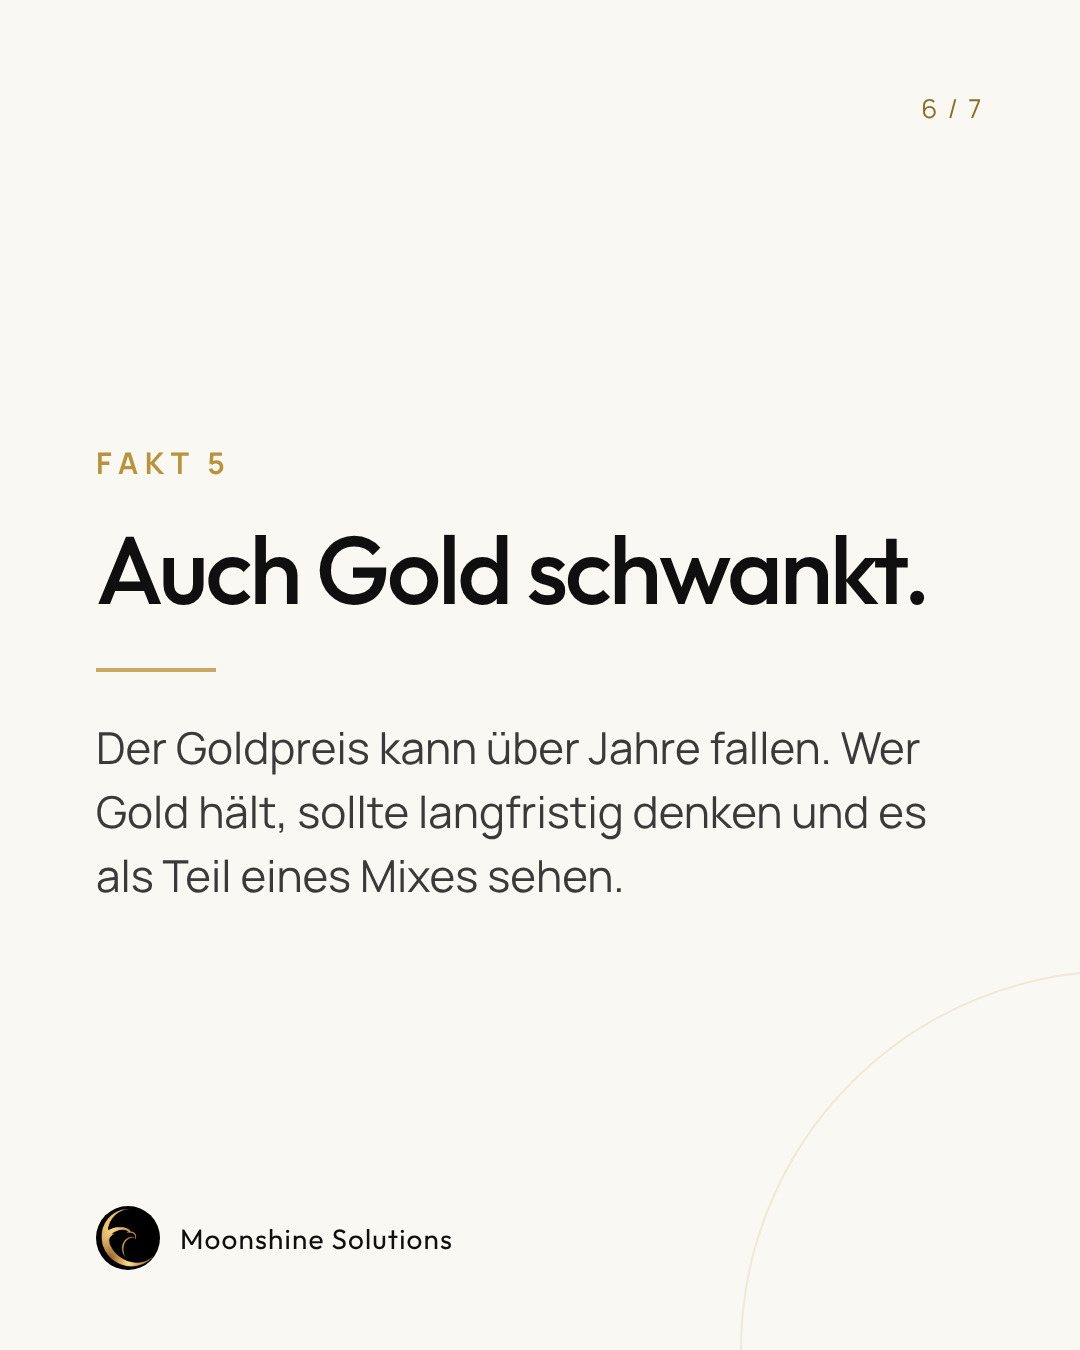 6 / 7
FAKT 5
Auch Gold schwankt.
Der Goldpreis kann über Jahre fallen. Wer
Gold hält, sollte langfristig denken und es
als Teil eines Mixes sehen.
Moonshine Solutions